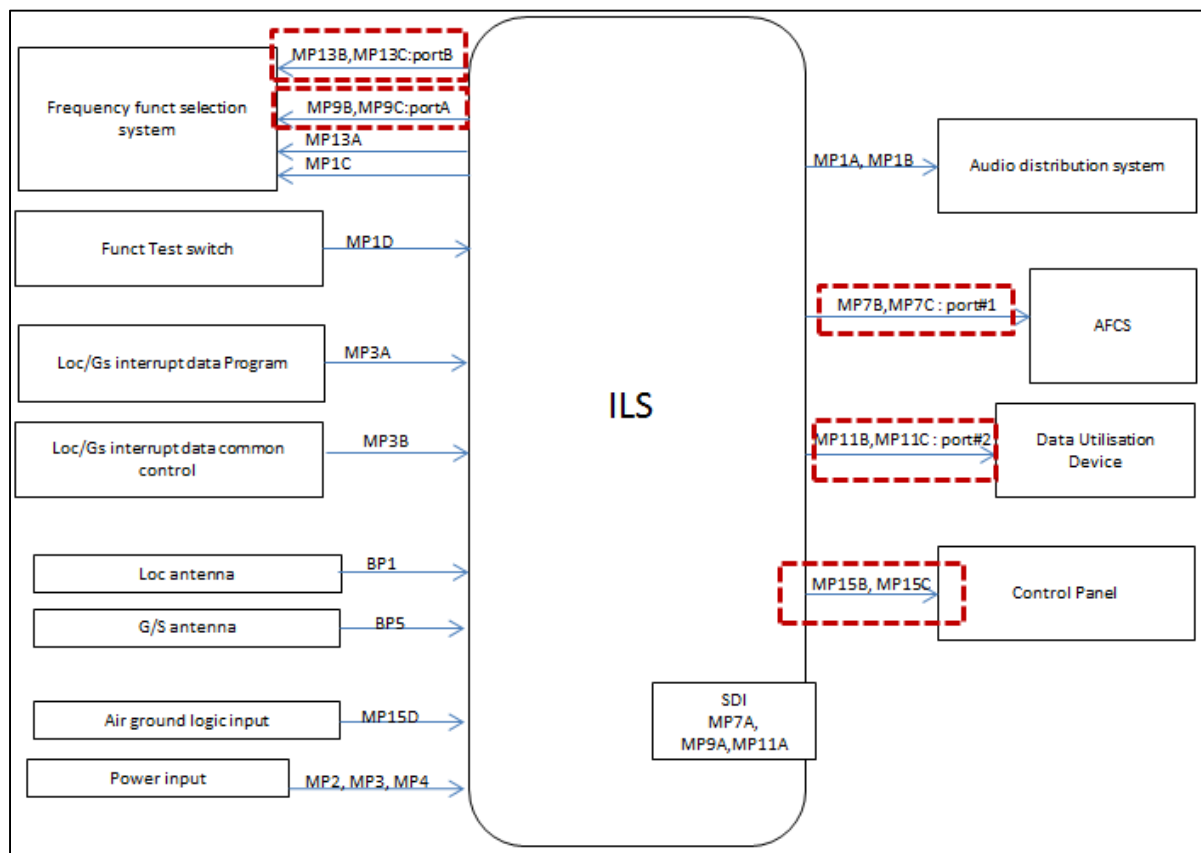 MP13B,MP13C:portB
Frequency funct selection
system
MP9B,MP9C:portA
MP13A
MP1C
Funct Test switch
MP1D
Loc/Gs interrupt data Program
MP3A
Loc/Gs interrupt data common
control
MP3B
Loc antenna
BP1
G/S antenna
BP5
Air ground logic input
MP15D
Power input
MP2, MP3, MP4
ILS
SDI
MP7A,
MP9A,MP11A
MP1A, MP1B
Audio distribution system
MP7B,MP7C : port#1
AFCS
MP11B,MP11C : port#2
Data Utilisation
Device
MP15B, MP15C
Control Panel